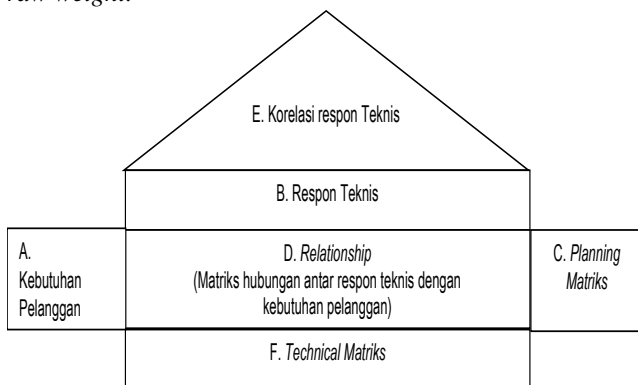 raw weight.
E. Korelasi respon Teknis
B. Respon Teknis
A.
Kebutuhan
Pelanggan
D. Relationship
(Matriks hubungan antar respon teknis dengan
kebutuhan pelanggan)
C. Planning
Matriks
F. Technical Matriks